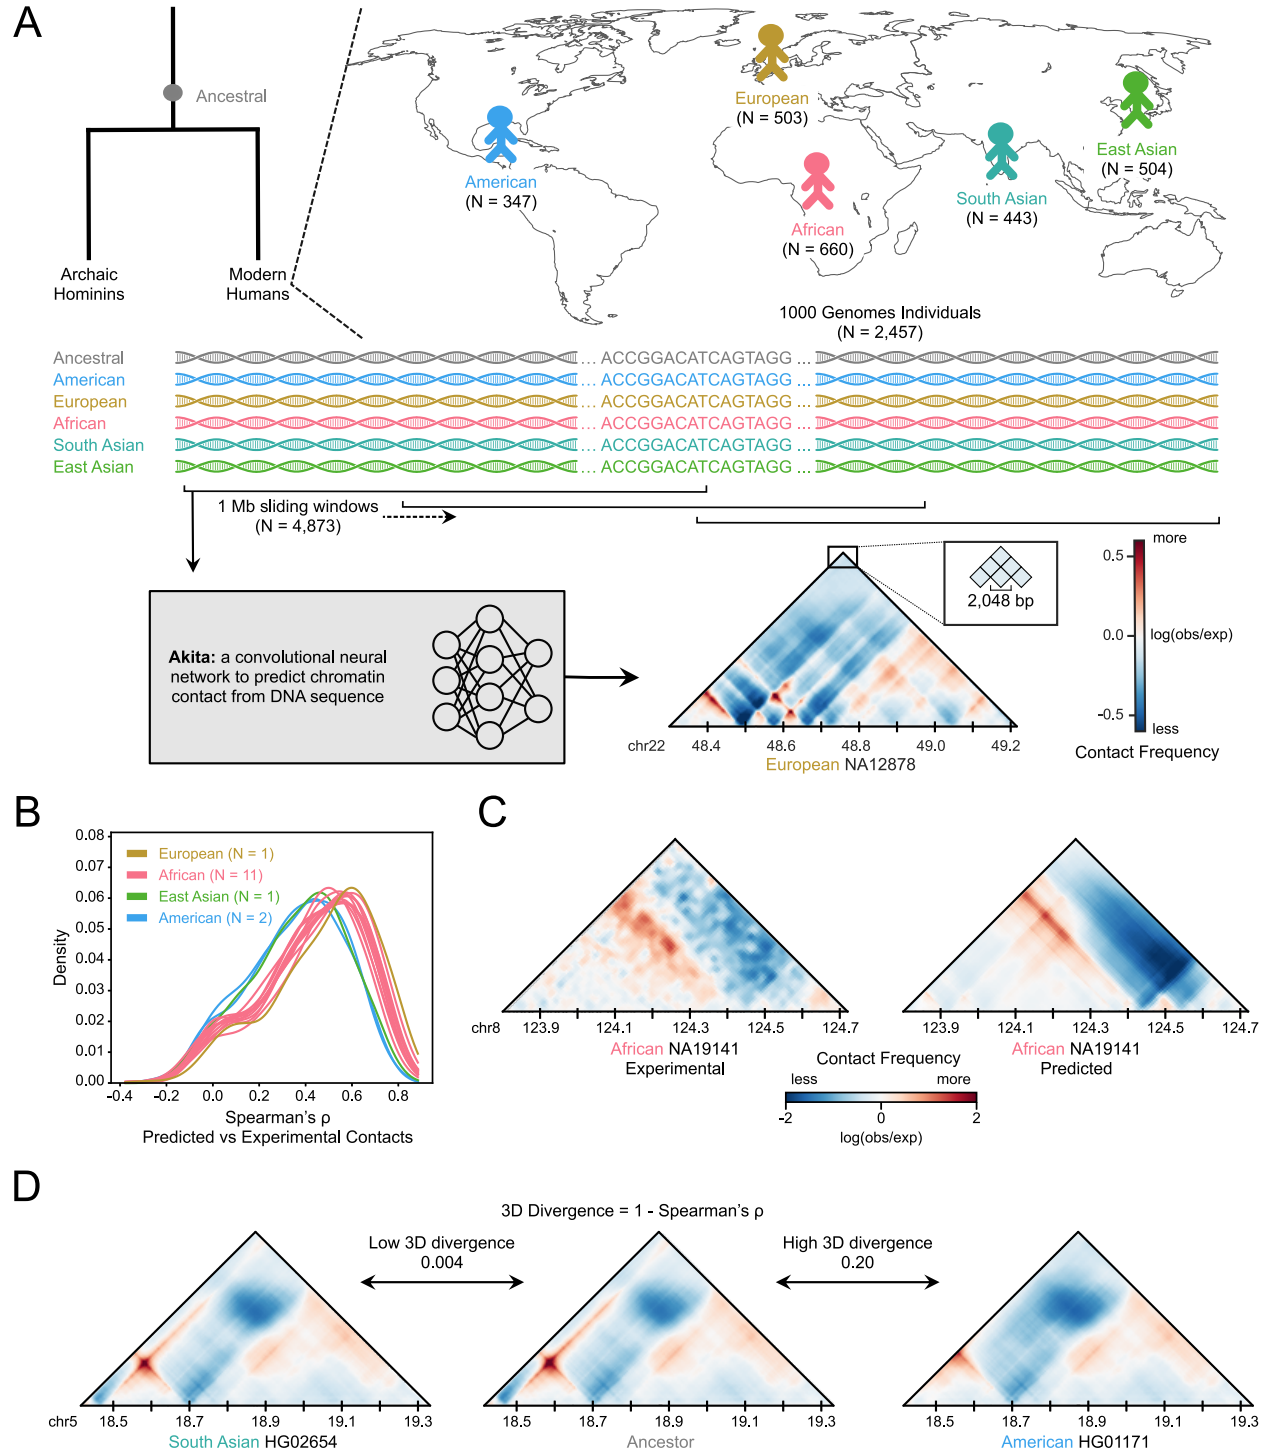 A
Ancestral
Archaic
Hominins
Modern
Humans
European
(N = 503)
American
(N = 347)
African
(N = 660)
South Asian
(N = 443)
East Asian
(N = 504)
1000 Genomes Individuals
(N = 2,457)
Ancestral ... ACCGGACATCAGTAGG ...
American ... ACCGGACATCAGTAGG ...
European ... ACCGGACATCAGTAGG ...
African ... ACCGGACATCAGTAGG ...
South Asian ... ACCGGACATCAGTAGG ...
East Asian ... ACCGGACATCAGTAGG ...
1 Mb sliding windows
(N = 4,873)
Akita: a convolutional neural
network to predict chromatin
contact from DNA sequence
2,048 bp
chr22 48.4 48.6 48.8 49.0 49.2
European NA12878
more
0.5
0.0
log(obs/exp)
-0.5
less
Contact Frequency
B
0.08
0.07
0.06
0.05
0.04
0.03
0.02
0.01
0.00
Density
European (N = 1)
African (N = 11)
East Asian (N = 1)
American (N = 2)
-0.4 -0.2 0.0 0.2 0.4 0.6 0.8
Spearman's ρ
Predicted vs Experimental Contacts
C
chr8 123.9 124.1 124.3 124.5 124.7
African NA19141
Experimental
123.9 124.1 124.3 124.5 124.7
African NA19141
Predicted
Contact Frequency
less more
-2 0 2
log(obs/exp)
D
3D Divergence = 1 - Spearman's ρ
Low 3D divergence
0.004
High 3D divergence
0.20
chr5 18.5 18.7 18.9 19.1 19.3
South Asian HG02654
18.5 18.7 18.9 19.1 19.3
Ancestor
18.5 18.7 18.9 19.1 19.3
American HG01171